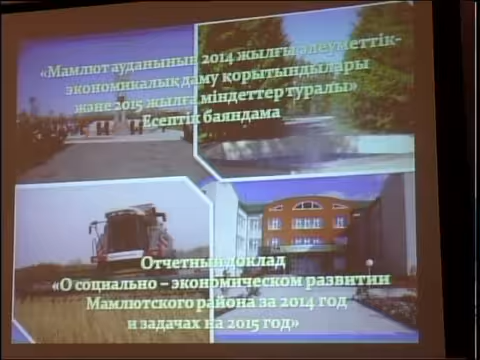 «Мамлют ауданының 2014 жылғы әлеуметтік-
экономикалық даму қорытындылары
және 2015 жылға міндеттер туралы»
Есептік баяндама
Отчетный доклад
«О социально – экономическом развитии
Мамлютского района за 2014 год
и задачах на 2015 год»